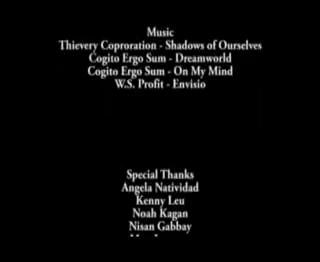 Music
Thievery Coproration - Shadows of Ourselves
Cogito Ergo Sum - Dreamworld
Cogito Ergo Sum - On My Mind
W.S. Profit - Envisio
Special Thanks
Angela Natividad
Kenny Leu
Noah Kagan
Nisan Gabbay